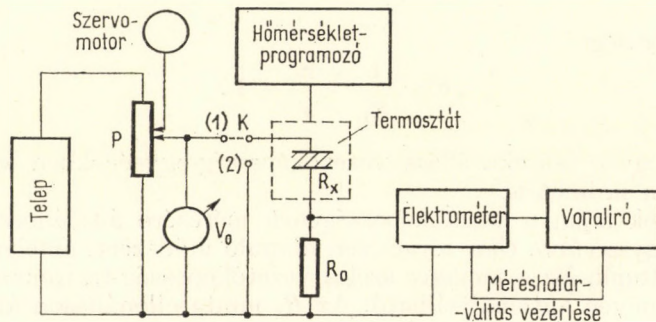 Szervo-
motor
Hőmérséklet-
programozó
Termosztát
P
(1) K
(2)
Telep
V₀
Rₓ
R₀
Elektrométer
Vonalíró
Méréshatár-
-váltás vezérlése